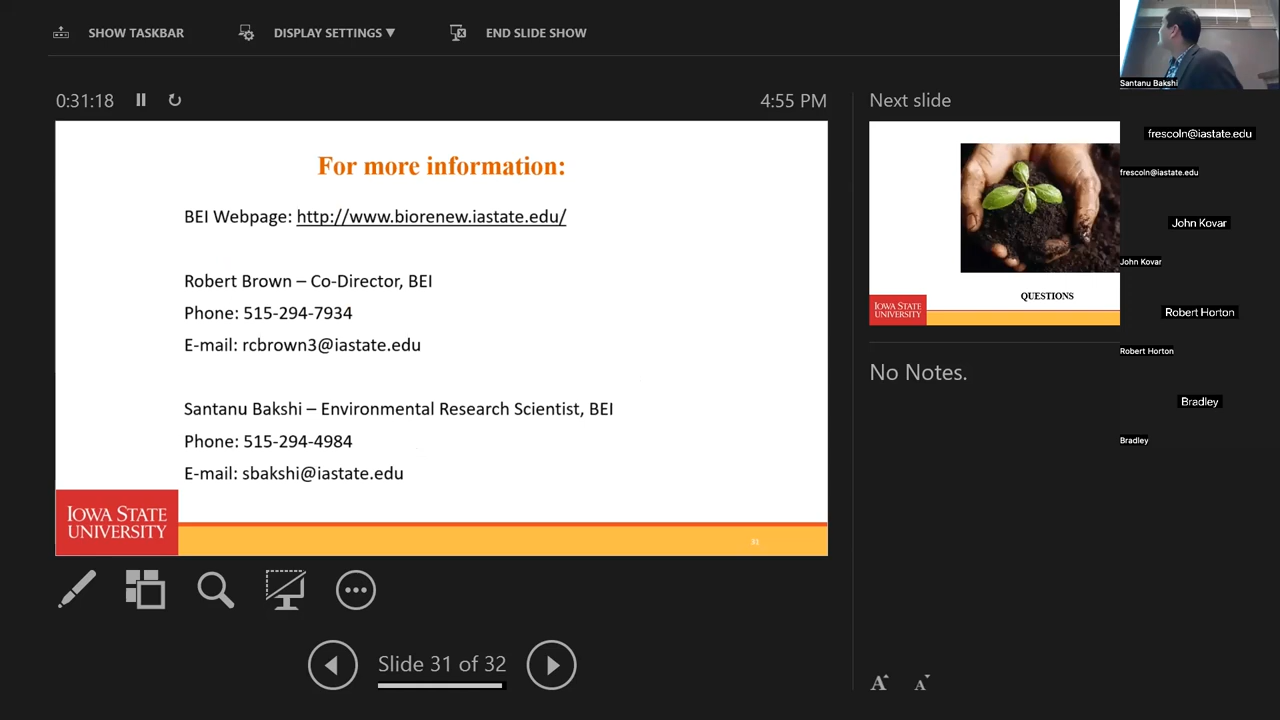 SHOW TASKBAR
DISPLAY SETTINGS ▼
END SLIDE SHOW
0:31:18
4:55 PM
For more information:
BEI Webpage: http://www.biorenew.iastate.edu/
Robert Brown – Co-Director, BEI
Phone: 515-294-7934
E-mail: rcbrown3@iastate.edu
Santanu Bakshi – Environmental Research Scientist, BEI
Phone: 515-294-4984
E-mail: sbakshi@iastate.edu
IOWA STATE
UNIVERSITY
31
Slide 31 of 32
Next slide
QUESTIONS
IOWA STATE
UNIVERSITY
No Notes.
A
A
Santanu Bakshi
frescoln@iastate.edu
frescoln@iastate.edu
John Kovar
John Kovar
Robert Horton
Robert Horton
Bradley
Bradley